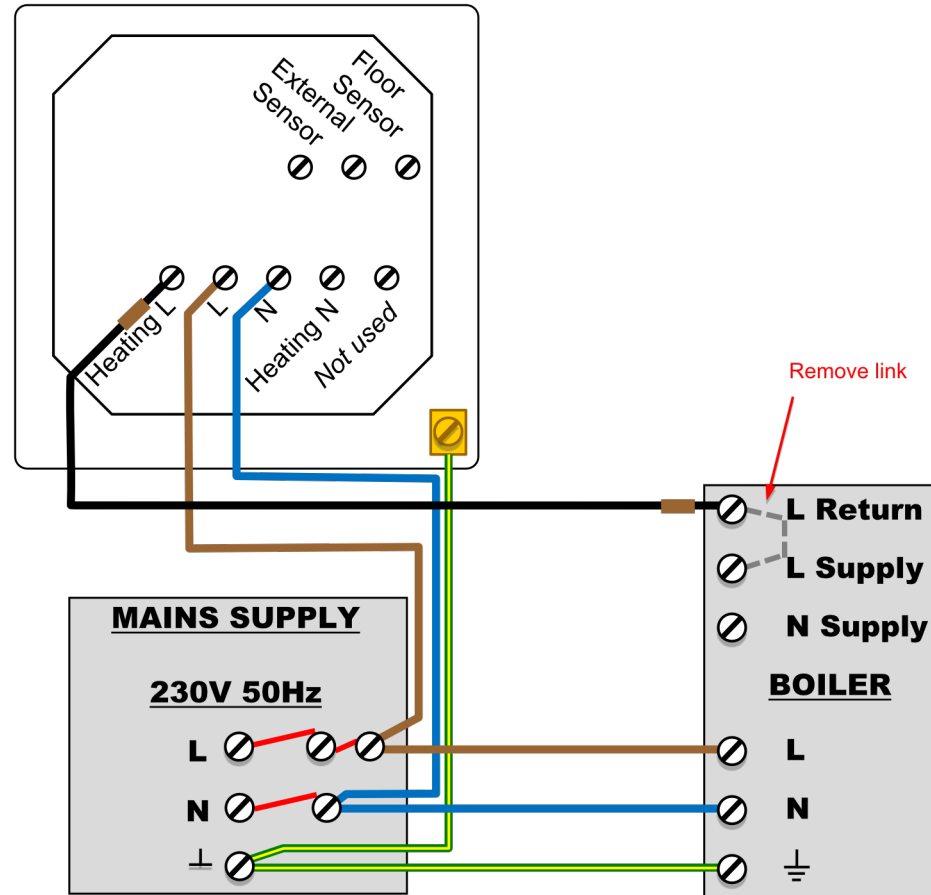 Floor
Sensor
External
Sensor
Heating L
L
N
Heating N
Not used
Remove link
L Return
L Supply
N Supply
BOILER
L
N
MAINS SUPPLY
230V 50Hz
L
N